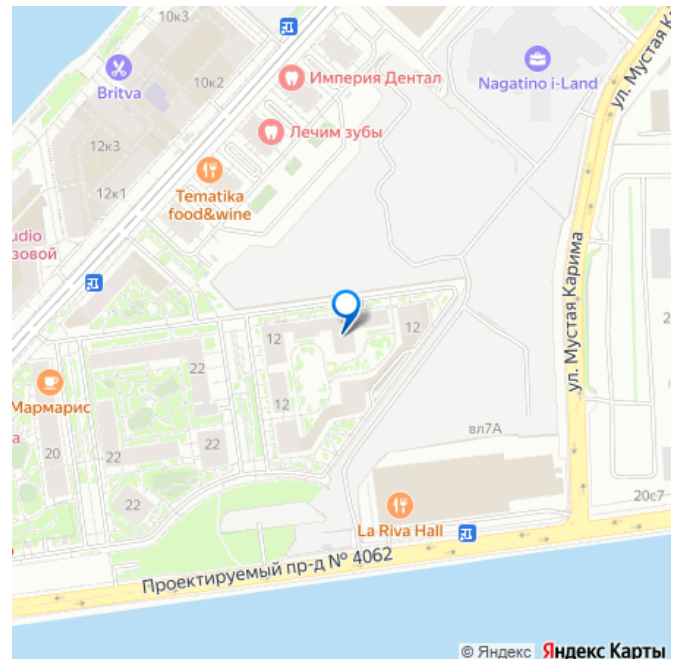 10к3
Britva
10к2
Империя Дентал
Nagatino i-Land
ул. Мустая К
Лечим зубы
12к3
12к1
Tematika
food&wine
udio
зовой
ул. Мустая Карима
2
12
12
12
22
Мармарис
а
20
22
22
22
вл7А
20с7
La Riva Hall
Проектируемый пр-д № 4062
© Яндекс Яндекс Карты